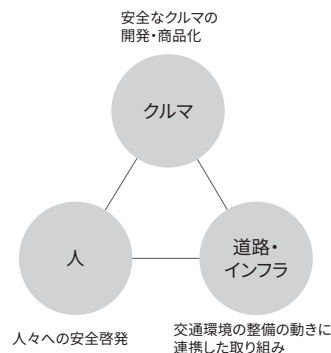 安全なクルマの
開発・商品化
クルマ
人
道路・
インフラ
人々への安全啓発
交通環境の整備の動きに
連携した取り組み